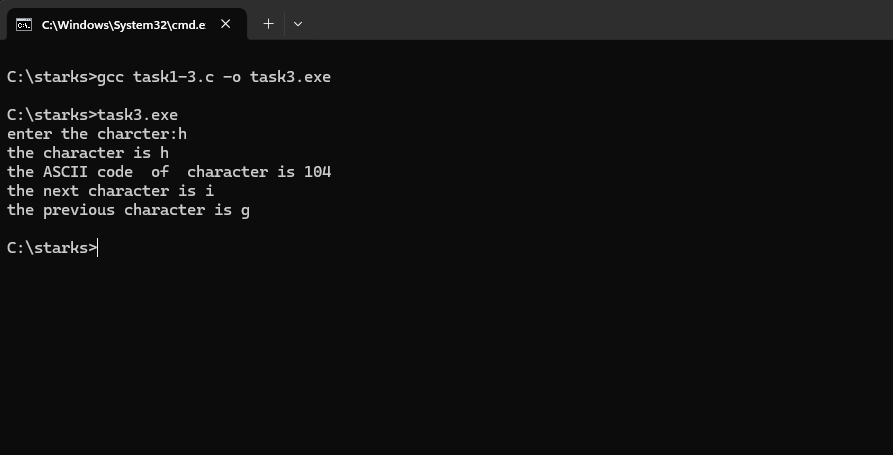 C:\Windows\System32\cmd.e
C:\starks>gcc task1-3.c -o task3.exe
C:\starks>task3.exe
enter the charcter:h
the character is h
the ASCII code  of  character is 104
the next character is i
the previous character is g
C:\starks>